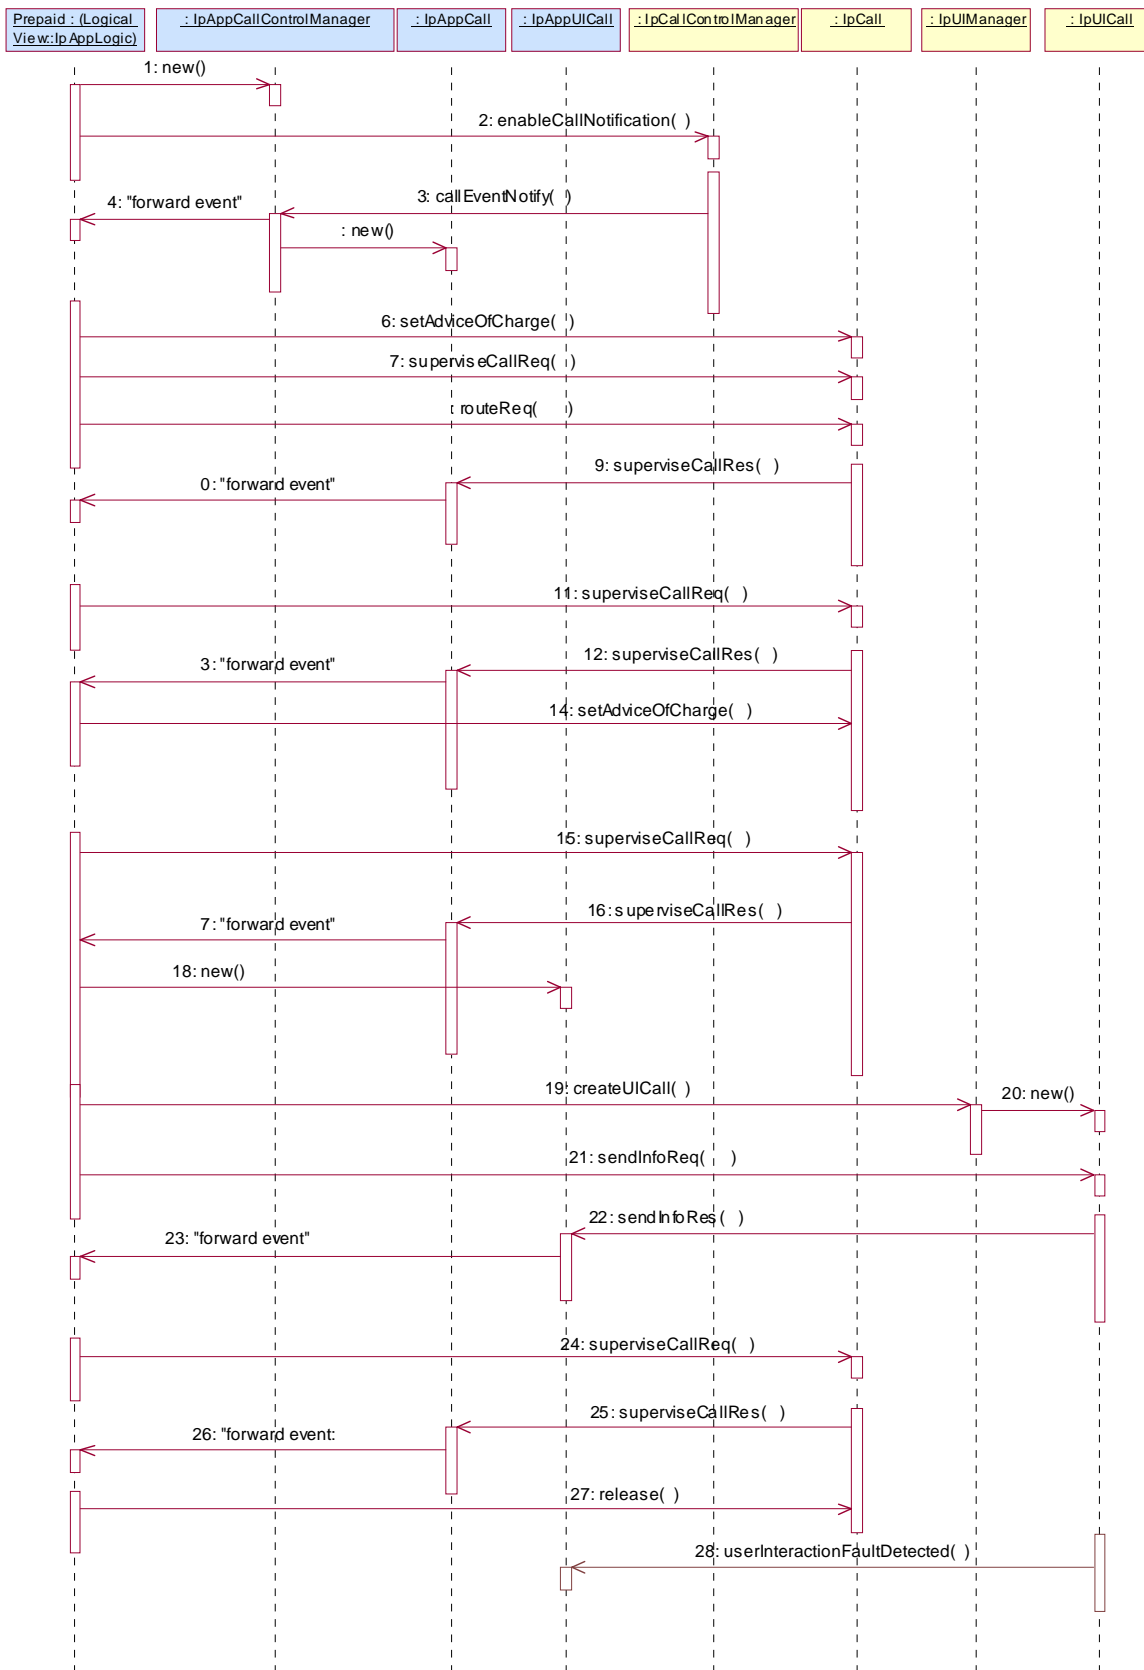 Prepaid : (Logical
View::IpAppLogic)
: IpAppCallControlManager
: IpAppCall
: IpAppUICall
: IpCallControlManager
: IpCall
: IpUIManager
: IpUICall
1: new()
2: enableCallNotification( )
3: callEventNotify( )
4: "forward event"
: new()
6: setAdviceOfCharge( )
7: superviseCallReq( )
: routeReq( )
9: superviseCallRes( )
0: "forward event"
11: superviseCallReq( )
12: superviseCallRes( )
3: "forward event"
14: setAdviceOfCharge( )
15: superviseCallReq( )
16: superviseCallRes( )
7: "forward event"
18: new()
19: createUICall( )
20: new()
21: sendInfoReq( )
22: sendInfoRes( )
23: "forward event"
24: superviseCallReq( )
25: superviseCallRes( )
26: "forward event:
27: release( )
28: userInteractionFaultDetected( )